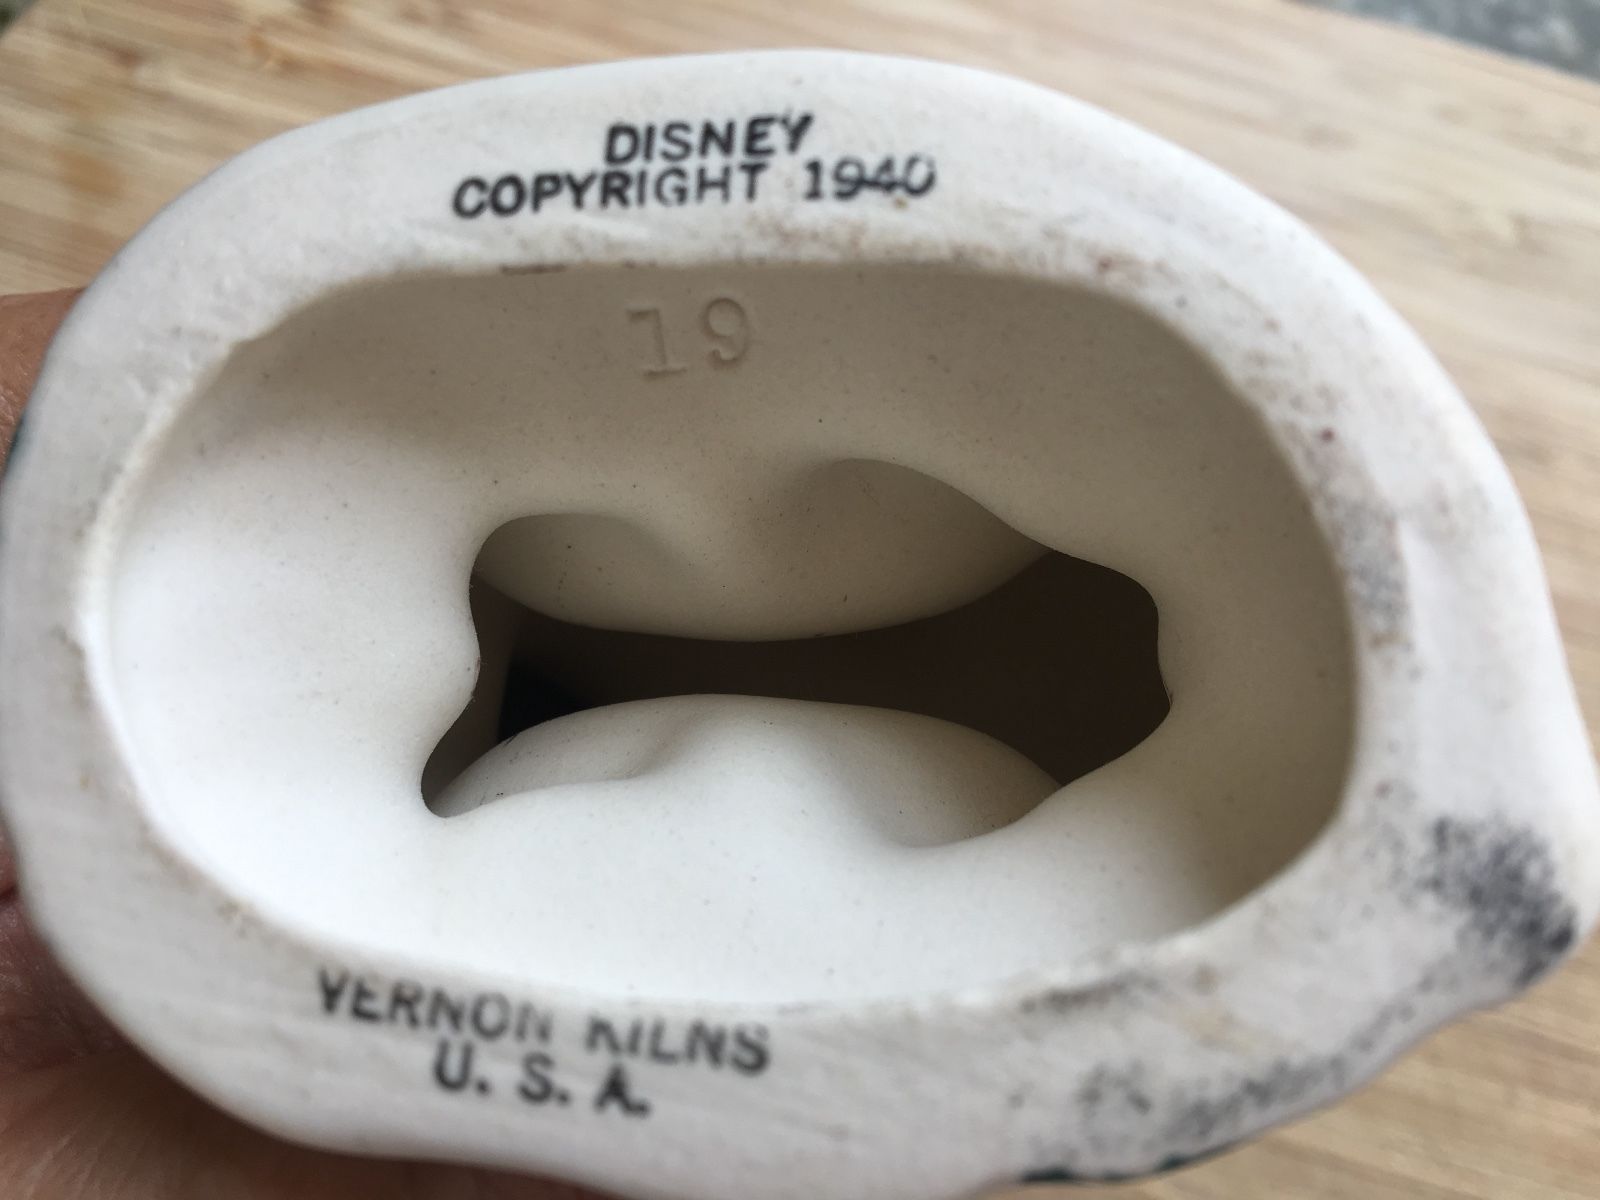 DISNEY
COPYRIGHT 1940
19
VERNON KILNS
U. S. A.